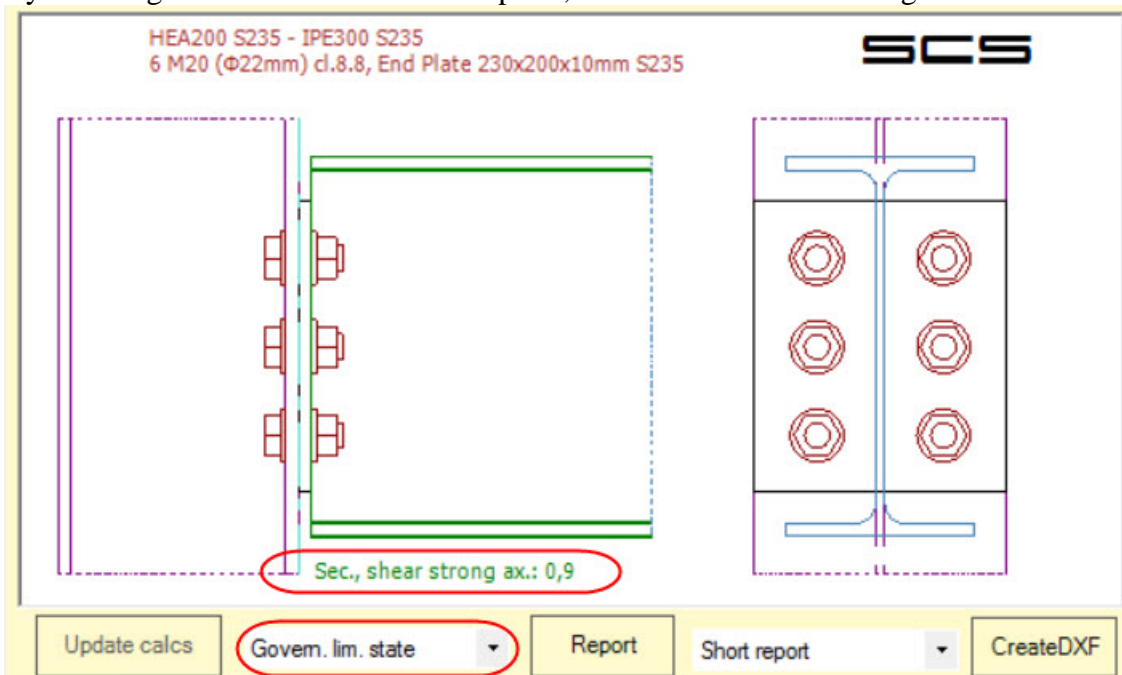 HEA200 S235 - IPE300 S235
6 M20 (Φ22mm) cl.8.8, End Plate 230x200x10mm S235
SCS
Sec., shear strong ax.: 0,9
Update calcs
Govern. lim. state
Report
Short report
CreateDXF